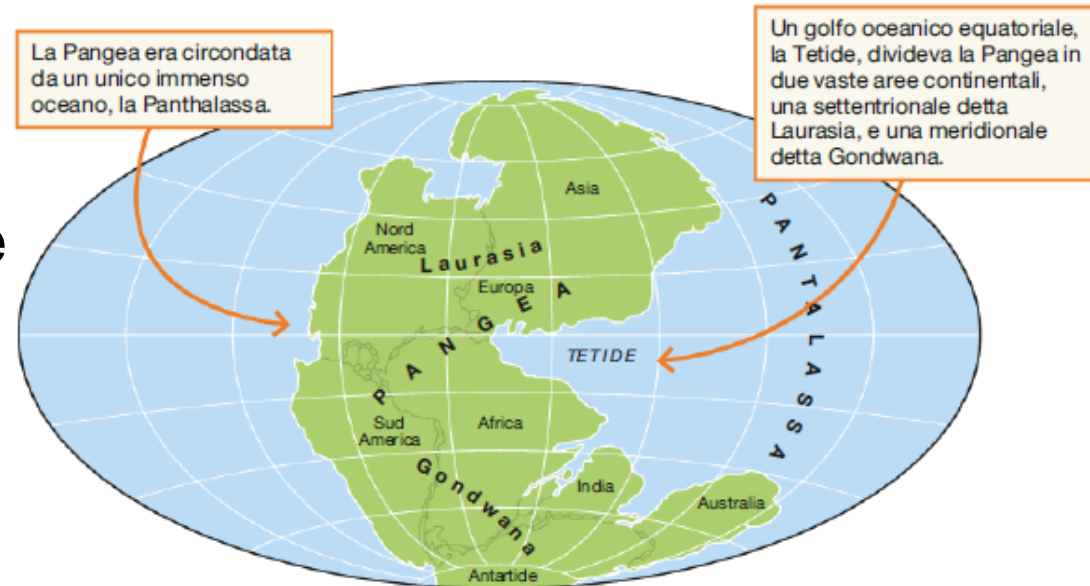 La Pangea era circondata
da un unico immenso
oceano, la Panthalassa.
Un golfo oceanico equatoriale,
la Tetide, divideva la Pangea in
due vaste aree continentali,
una settentrionale detta
Laurasia, e una meridionale
detta Gondwana.
e
Asia
Nord
America
Laurasia
Europa
PANGEA
TETIDE
PANTALASSA
Sud
America
Africa
Gondwana
India
Australia
Antartide